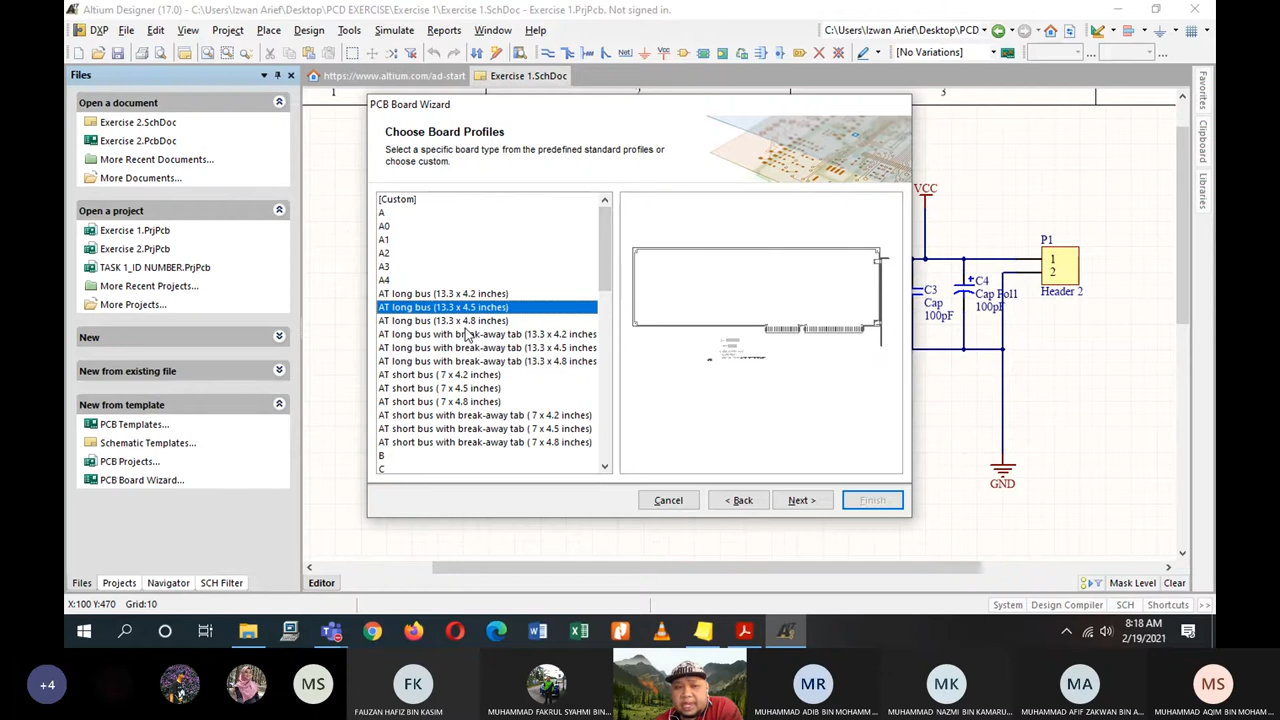 Altium Designer (17.0) - C:\Users\Izwan Arief\Desktop\PCD EXERCISE\Exercise 1\Exercise 1.SchDoc - Exercise 1.PrjPcb. Not signed in.
DXP File Edit View Project Place Design Tools Simulate Reports Window Help
C:\Users\Izwan Arief\Desktop\PCD
[No Variations]
Files
https://www.altium.com/ad-start
Exercise 1.SchDoc
Open a document
Exercise 2.SchDoc
Exercise 2.PcbDoc
More Recent Documents...
More Documents...
Open a project
Exercise 1.PrjPcb
Exercise 2.PrjPcb
TASK 1_ID NUMBER.PrjPcb
More Recent Projects...
More Projects...
New
New from existing file
New from template
PCB Templates...
Schematic Templates...
PCB Projects...
PCB Board Wizard...
Files Projects Navigator SCH Filter
1
2
3
PCB Board Wizard
Choose Board Profiles
Select a specific board type from the predefined standard profiles or
choose custom.
[Custom]
A
A0
A1
A2
A3
A4
AT long bus (13.3 x 4.2 inches)
AT long bus (13.3 x 4.5 inches)
AT long bus (13.3 x 4.8 inches)
AT long bus with break-away tab (13.3 x 4.2 inches
AT long bus with break-away tab (13.3 x 4.5 inches
AT long bus with break-away tab (13.3 x 4.8 inches
AT short bus ( 7 x 4.2 inches)
AT short bus ( 7 x 4.5 inches)
AT short bus ( 7 x 4.8 inches)
AT short bus with break-away tab ( 7 x 4.2 inches)
AT short bus with break-away tab ( 7 x 4.5 inches)
AT short bus with break-away tab ( 7 x 4.8 inches)
B
C
Cancel
< Back
Next >
Finish
VCC
P1
1
2
Header 2
C3
Cap
100pF
C4
Cap Pol1
100pF
GND
Favorites
Clipboard
Libraries
Editor
Mask Level
Clear
X:100 Y:470 Grid:10
System Design Compiler SCH Shortcuts >>
8:18 AM
2/19/2021
+4
MS
FK
FAUZAN HAFIZ BIN KASIM
MUHAMMAD FAKRUL SYAHMI BIN...
MR
MUHAMMAD ADIB BIN MOHAMM...
MK
MUHAMMAD NAZMI BIN KAMARU...
MA
MUHAMMAD AFIF ZAKWAN BIN A...
MS
MUHAMMAD AQIM BIN MOHAM...